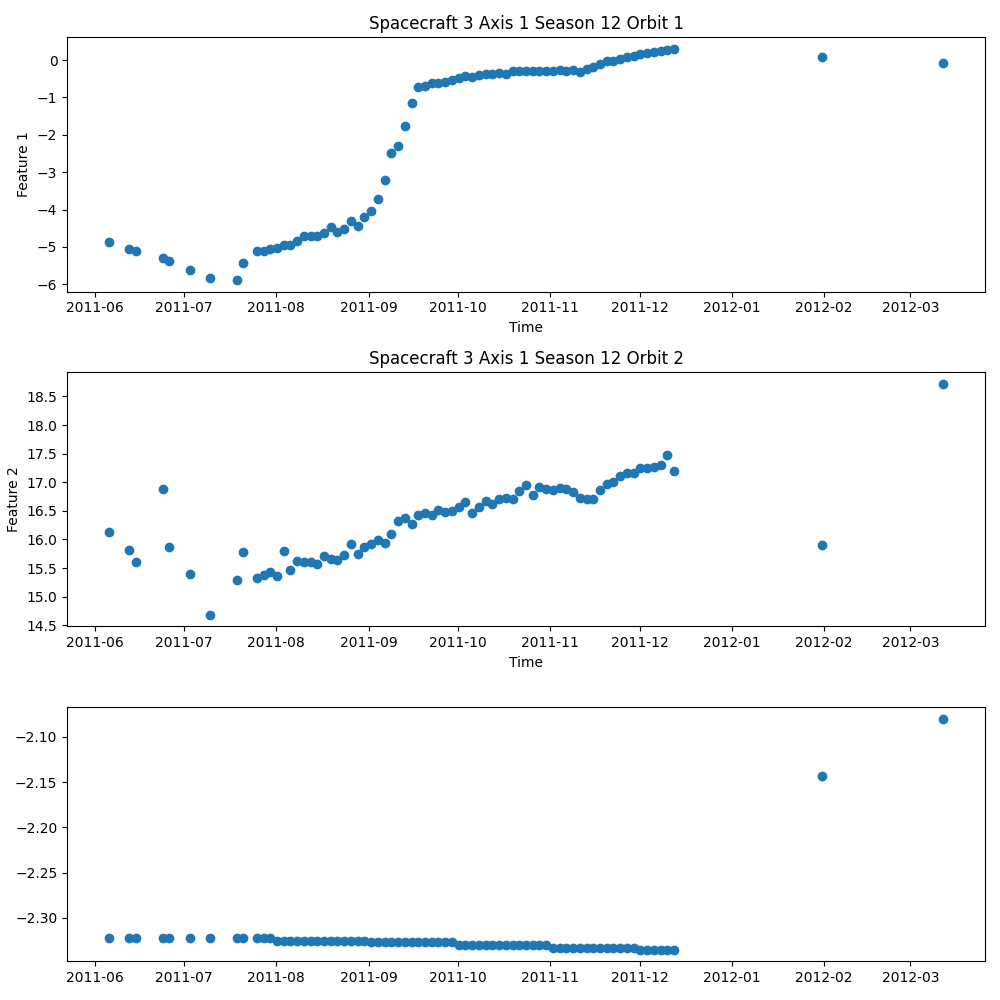 Spacecraft 3 Axis 1 Season 12 Orbit 1
0
−1
−2
−3
−4
−5
−6
Feature 1
2011-06 2011-07 2011-08 2011-09 2011-10 2011-11 2011-12 2012-01 2012-02 2012-03
Time
Spacecraft 3 Axis 1 Season 12 Orbit 2
18.5
18.0
17.5
17.0
16.5
16.0
15.5
15.0
14.5
Feature 2
2011-06 2011-07 2011-08 2011-09 2011-10 2011-11 2011-12 2012-01 2012-02 2012-03
Time
−2.10
−2.15
−2.20
−2.25
−2.30
2011-06 2011-07 2011-08 2011-09 2011-10 2011-11 2011-12 2012-01 2012-02 2012-03